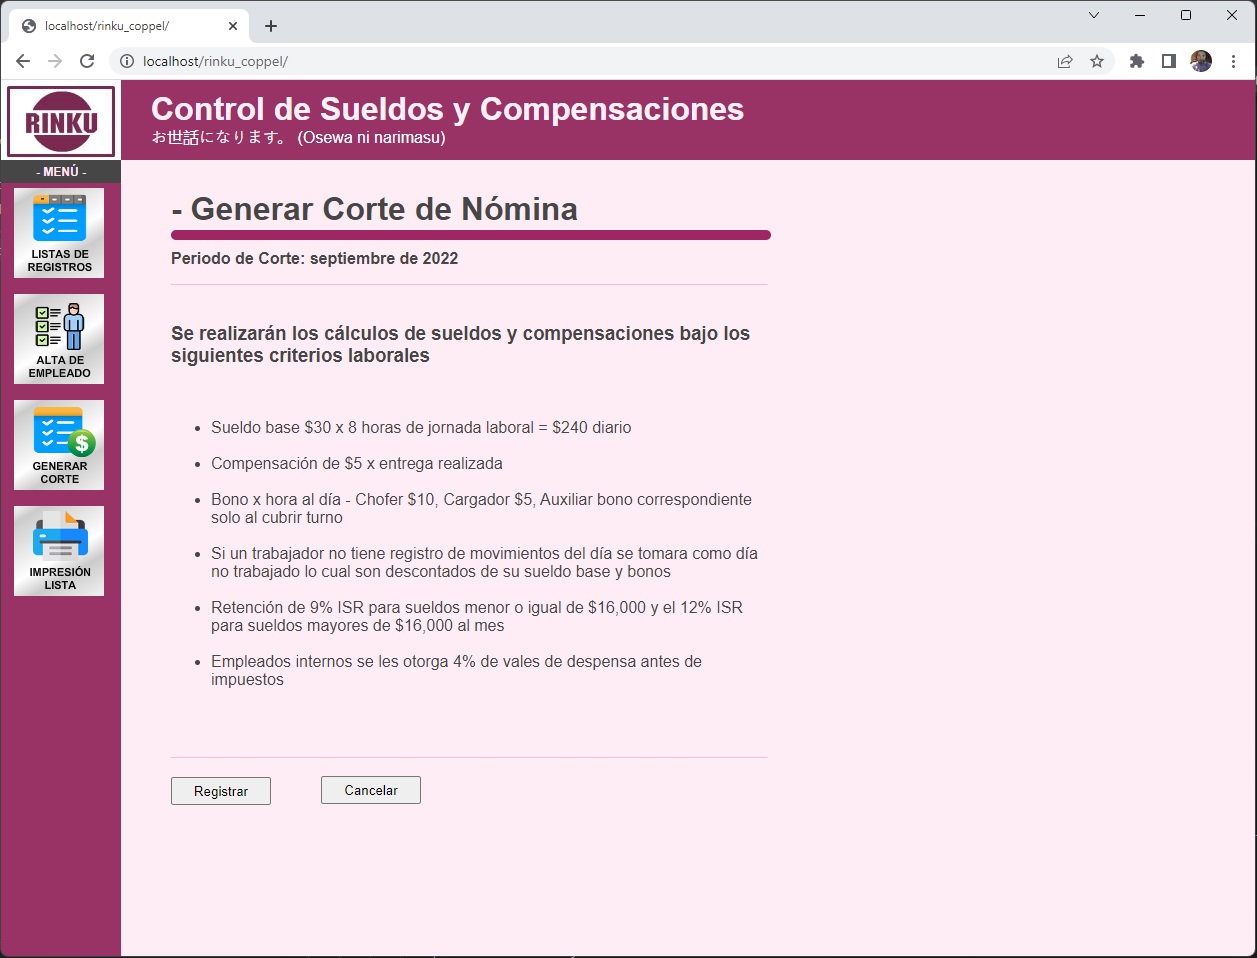 localhost/rinku_coppel/
localhost/rinku_coppel/
RINKU
Control de Sueldos y Compensaciones
お世話になります。 (Osewa ni narimasu)
- MENÚ -
LISTAS DE
REGISTROS
ALTA DE
EMPLEADO
$
GENERAR
CORTE
IMPRESIÓN
LISTA
- Generar Corte de Nómina
Periodo de Corte: septiembre de 2022
Se realizarán los cálculos de sueldos y compensaciones bajo los
siguientes criterios laborales
• Sueldo base $30 x 8 horas de jornada laboral = $240 diario
• Compensación de $5 x entrega realizada
• Bono x hora al día - Chofer $10, Cargador $5, Auxiliar bono correspondiente
solo al cubrir turno
• Si un trabajador no tiene registro de movimientos del día se tomara como día
no trabajado lo cual son descontados de su sueldo base y bonos
• Retención de 9% ISR para sueldos menor o igual de $16,000 y el 12% ISR
para sueldos mayores de $16,000 al mes
• Empleados internos se les otorga 4% de vales de despensa antes de
impuestos
Registrar
Cancelar